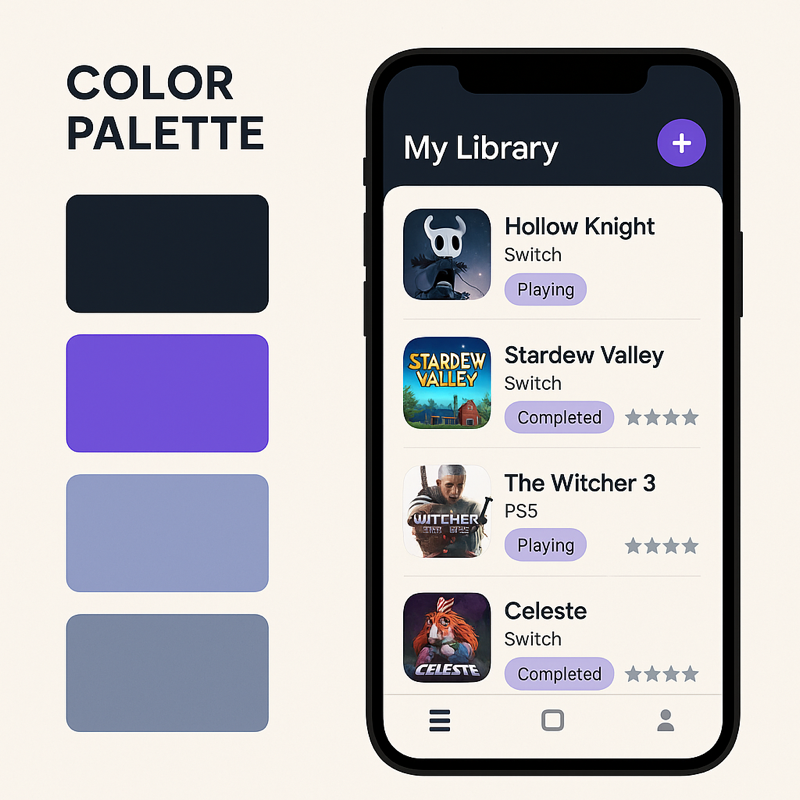 COLOR
PALETTE
My Library
Hollow Knight
Switch
Playing
STARDEW
VALLEY
Stardew Valley
Switch
Completed
WITCHER
The Witcher 3
PS5
Playing
CELESTE
Celeste
Switch
Completed